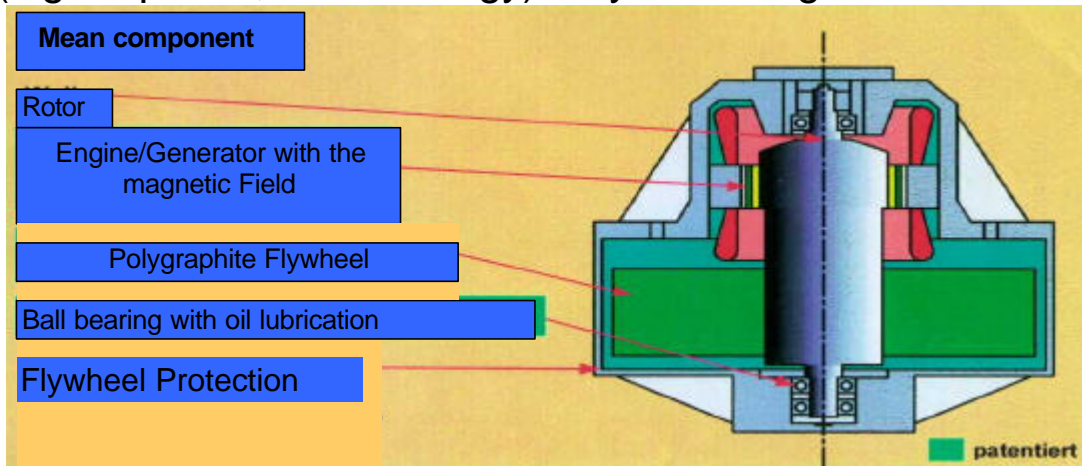 Mean component
Rotor
Engine/Generator with the
magnetic Field
Polygraphite Flywheel
Ball bearing with oil lubrication
Flywheel Protection
patentiert